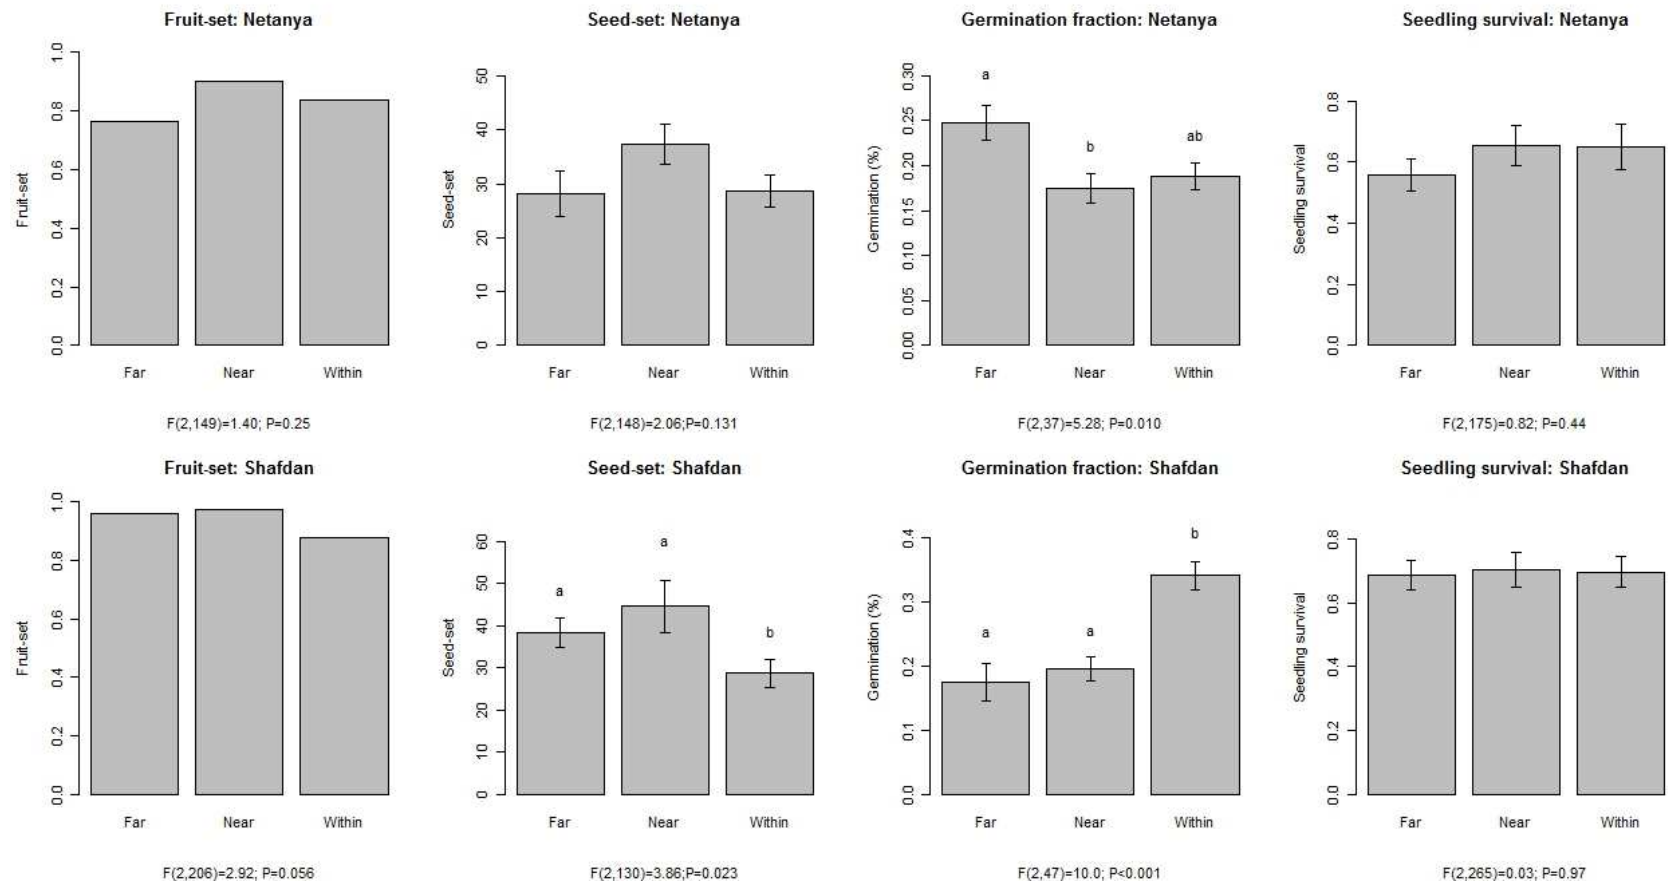 Fruit-set: Netanya
Fruit-set
0.0 0.2 0.4 0.6 0.8 1.0
Far Near Within
F(2,149)=1.40; P=0.25
Seed-set: Netanya
Seed-set
0 10 20 30 40 50
Far Near Within
F(2,148)=2.06;P=0.131
Germination fraction: Netanya
Germination (%)
0.00 0.05 0.10 0.15 0.20 0.25 0.30
a b ab
Far Near Within
F(2,37)=5.28; P=0.010
Seedling survival: Netanya
Seedling survival
0.0 0.2 0.4 0.6 0.8
Far Near Within
F(2,175)=0.82; P=0.44
Fruit-set: Shafdan
Fruit-set
0.0 0.2 0.4 0.6 0.8 1.0
Far Near Within
F(2,206)=2.92; P=0.056
Seed-set: Shafdan
Seed-set
0 10 20 30 40 50 60
a a b
Far Near Within
F(2,130)=3.86;P=0.023
Germination fraction: Shafdan
Germination (%)
0.0 0.1 0.2 0.3 0.4
a a b
Far Near Within
F(2,47)=10.0; P<0.001
Seedling survival: Shafdan
Seedling survival
0.0 0.2 0.4 0.6 0.8
Far Near Within
F(2,265)=0.03; P=0.97